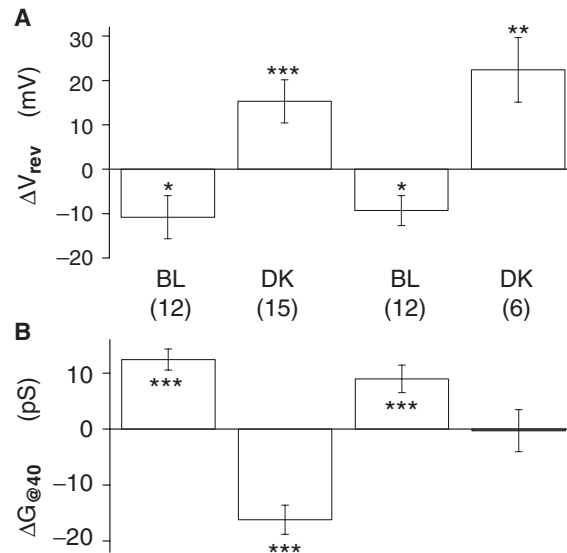 A
ΔVrev (mV)
30
20
10
0
−10
−20
*
***
*
**
BL DK BL DK
(12) (15) (12) (6)
B
ΔG@40 (pS)
10
0
−10
−20
***
***
***